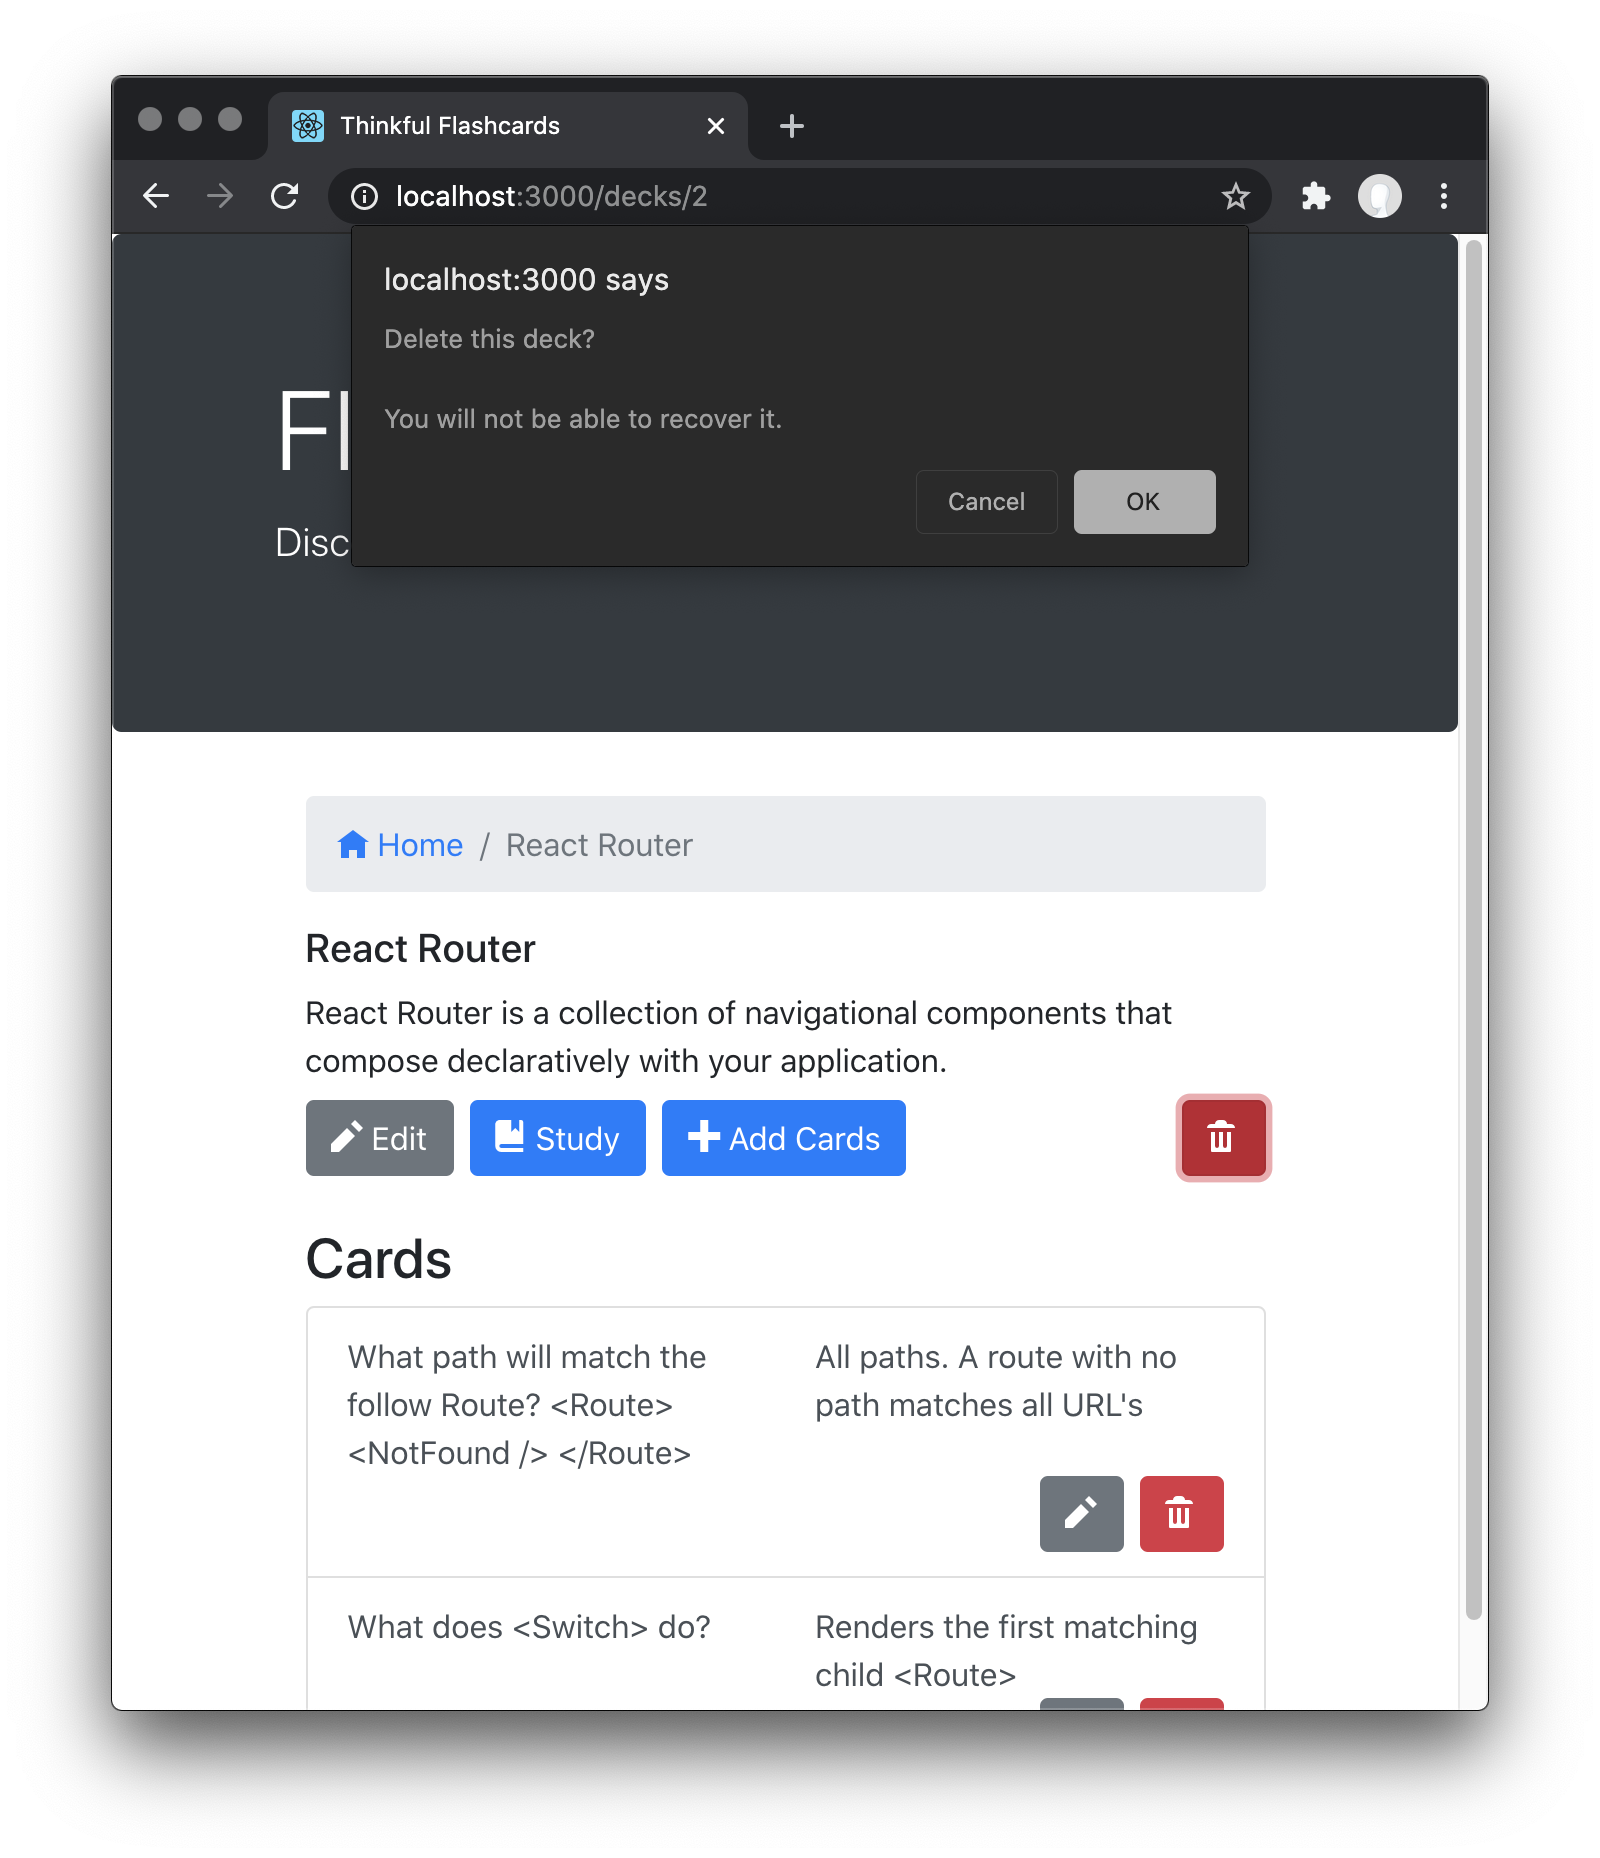 Thinkful Flashcards
localhost:3000/decks/2
localhost:3000 says
Delete this deck?
You will not be able to recover it.
Cancel
OK
Fl
Disc
Home / React Router
React Router
React Router is a collection of navigational components that
compose declaratively with your application.
Edit
Study
Add Cards
Cards
What path will match the
follow Route? <Route>
<NotFound /> </Route>
All paths. A route with no
path matches all URL's
What does <Switch> do?
Renders the first matching
child <Route>